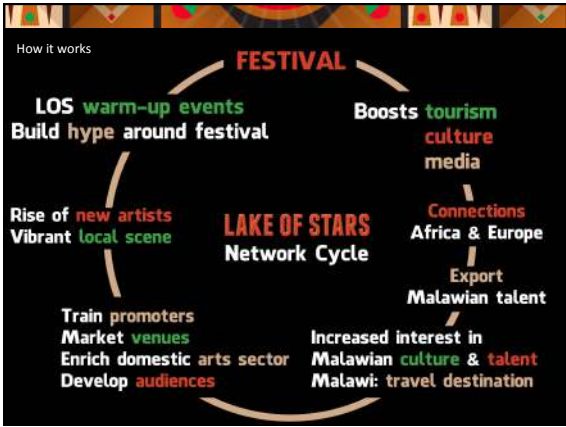 How it works
FESTIVAL
LOS warm-up events
Build hype around festival
Boosts tourism
culture
media
Rise of new artists
Vibrant local scene
LAKE OF STARS
Network Cycle
Connections
Africa & Europe
Export
Malawian talent
Train promoters
Market venues
Enrich domestic arts sector
Develop audiences
Increased interest in
Malawian culture & talent
Malawi: travel destination